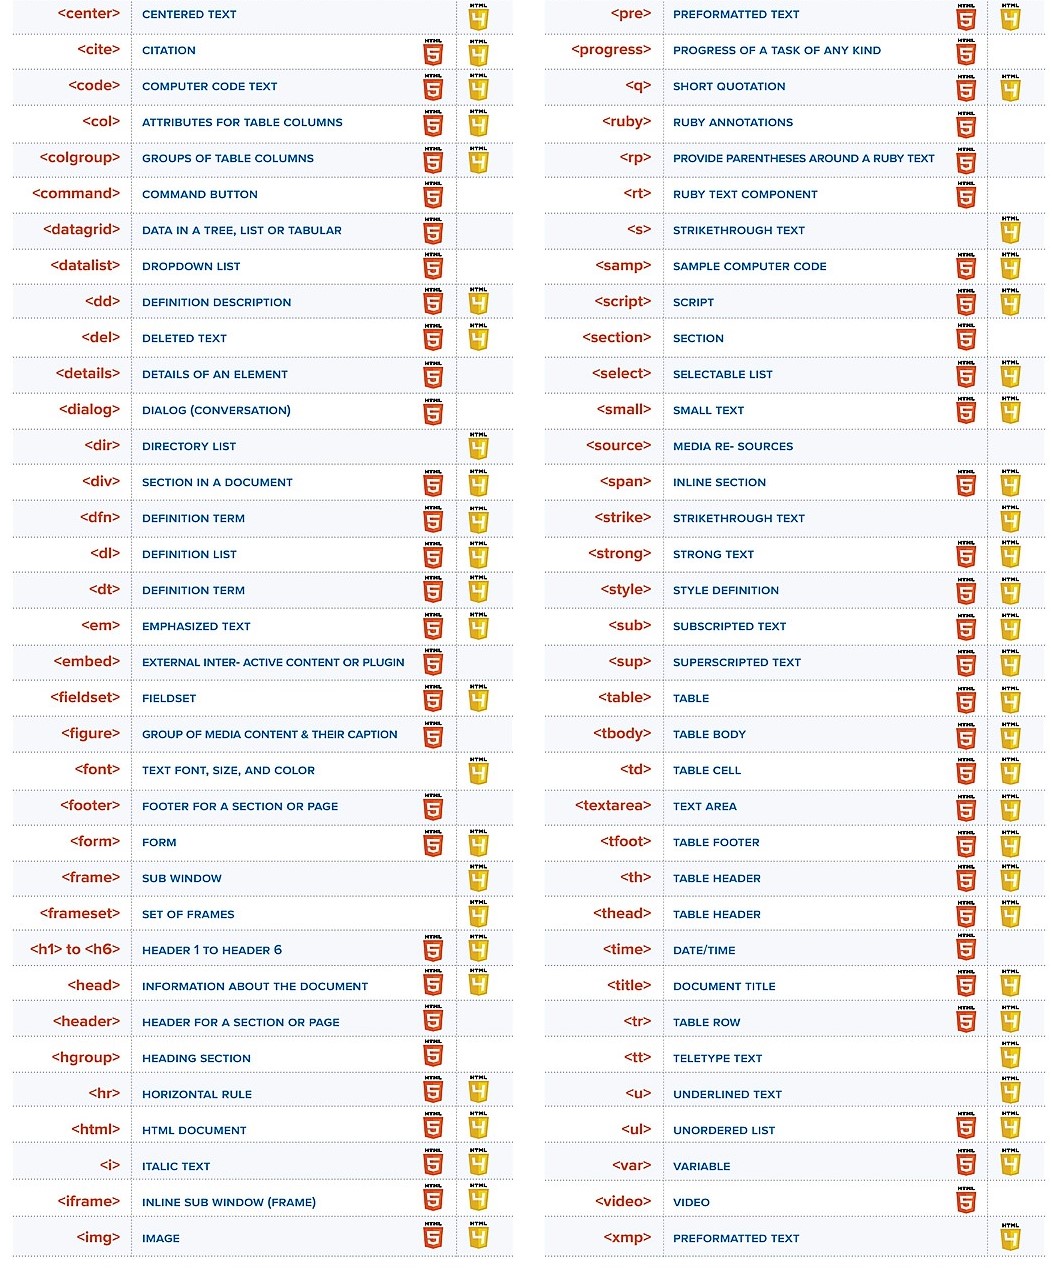 <center> CENTERED TEXT HTML 4
<cite> CITATION HTML 5 HTML 4
<code> COMPUTER CODE TEXT HTML 5 HTML 4
<col> ATTRIBUTES FOR TABLE COLUMNS HTML 5 HTML 4
<colgroup> GROUPS OF TABLE COLUMNS HTML 5 HTML 4
<command> COMMAND BUTTON HTML 5
<datagrid> DATA IN A TREE, LIST OR TABULAR HTML 5
<datalist> DROPDOWN LIST HTML 5
<dd> DEFINITION DESCRIPTION HTML 5 HTML 4
<del> DELETED TEXT HTML 5 HTML 4
<details> DETAILS OF AN ELEMENT HTML 5
<dialog> DIALOG (CONVERSATION) HTML 5
<dir> DIRECTORY LIST HTML 4
<div> SECTION IN A DOCUMENT HTML 5 HTML 4
<dfn> DEFINITION TERM HTML 5 HTML 4
<dl> DEFINITION LIST HTML 5 HTML 4
<dt> DEFINITION TERM HTML 5 HTML 4
<em> EMPHASIZED TEXT HTML 5 HTML 4
<embed> EXTERNAL INTER- ACTIVE CONTENT OR PLUGIN HTML 5
<fieldset> FIELDSET HTML 5 HTML 4
<figure> GROUP OF MEDIA CONTENT & THEIR CAPTION HTML 5
<font> TEXT FONT, SIZE, AND COLOR HTML 4
<footer> FOOTER FOR A SECTION OR PAGE HTML 5
<form> FORM HTML 5 HTML 4
<frame> SUB WINDOW HTML 4
<frameset> SET OF FRAMES HTML 4
<h1> to <h6> HEADER 1 TO HEADER 6 HTML 5 HTML 4
<head> INFORMATION ABOUT THE DOCUMENT HTML 5 HTML 4
<header> HEADER FOR A SECTION OR PAGE HTML 5
<hgroup> HEADING SECTION HTML 5
<hr> HORIZONTAL RULE HTML 5 HTML 4
<html> HTML DOCUMENT HTML 5 HTML 4
<i> ITALIC TEXT HTML 5 HTML 4
<iframe> INLINE SUB WINDOW (FRAME) HTML 5 HTML 4
<img> IMAGE HTML 5 HTML 4
<pre> PREFORMATTED TEXT HTML 5 HTML 4
<progress> PROGRESS OF A TASK OF ANY KIND HTML 5
<q> SHORT QUOTATION HTML 5 HTML 4
<ruby> RUBY ANNOTATIONS HTML 5
<rp> PROVIDE PARENTHESES AROUND A RUBY TEXT HTML 5
<rt> RUBY TEXT COMPONENT HTML 5
<s> STRIKETHROUGH TEXT HTML 4
<samp> SAMPLE COMPUTER CODE HTML 5 HTML 4
<script> SCRIPT HTML 5 HTML 4
<section> SECTION HTML 5
<select> SELECTABLE LIST HTML 5 HTML 4
<small> SMALL TEXT HTML 5 HTML 4
<source> MEDIA RE- SOURCES
<span> INLINE SECTION HTML 5 HTML 4
<strike> STRIKETHROUGH TEXT HTML 4
<strong> STRONG TEXT HTML 5 HTML 4
<style> STYLE DEFINITION HTML 5 HTML 4
<sub> SUBSCRIPTED TEXT HTML 5 HTML 4
<sup> SUPERSCRIPTED TEXT HTML 5 HTML 4
<table> TABLE HTML 5 HTML 4
<tbody> TABLE BODY HTML 5 HTML 4
<td> TABLE CELL HTML 5 HTML 4
<textarea> TEXT AREA HTML 5 HTML 4
<tfoot> TABLE FOOTER HTML 5 HTML 4
<th> TABLE HEADER HTML 5 HTML 4
<thead> TABLE HEADER HTML 5 HTML 4
<time> DATE/TIME HTML 5
<title> DOCUMENT TITLE HTML 5 HTML 4
<tr> TABLE ROW HTML 5 HTML 4
<tt> TELETYPE TEXT HTML 4
<u> UNDERLINED TEXT HTML 4
<ul> UNORDERED LIST HTML 5 HTML 4
<var> VARIABLE HTML 5 HTML 4
<video> VIDEO HTML 5
<xmp> PREFORMATTED TEXT HTML 4